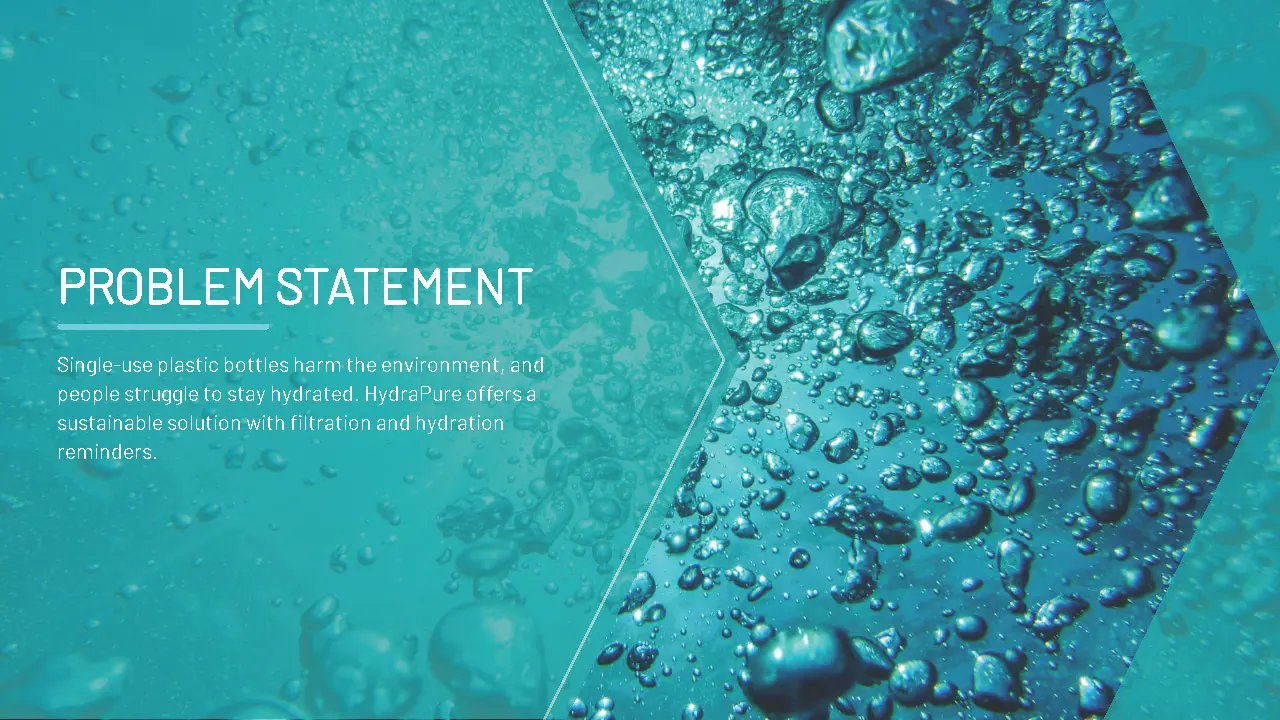 PROBLEM STATEMENT
Single-use plastic bottles harm the environment, and
people struggle to stay hydrated. HydraPure offers a
sustainable solution with filtration and hydration
reminders.